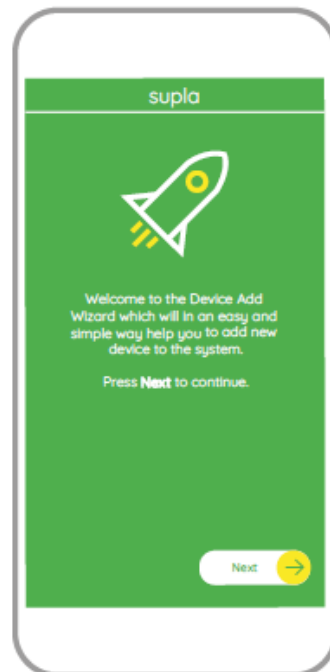 supla
Welcome to the Device Add
Wizard which will in an easy and
simple way help you to add new
device to the system.
Press Next to continue.
Next